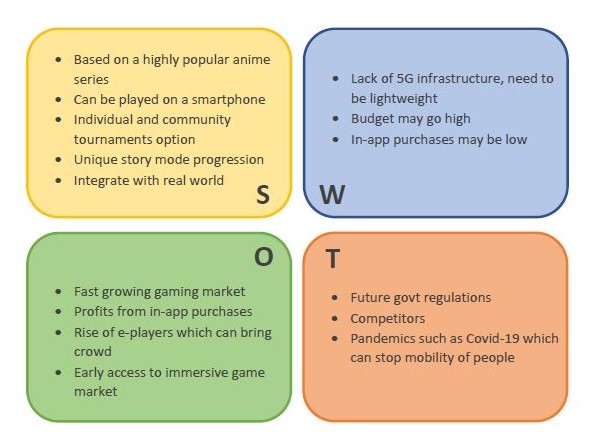 • Based on a highly popular anime
series
• Can be played on a smartphone
• Individual and community
tournaments option
• Unique story mode progression
• Integrate with real world
S
• Lack of 5G infrastructure, need to
be lightweight
• Budget may go high
• In-app purchases may be low
W
O
• Fast growing gaming market
• Profits from in-app purchases
• Rise of e-players which can bring
crowd
• Early access to immersive game
market
T
• Future govt regulations
• Competitors
• Pandemics such as Covid-19 which
can stop mobility of people